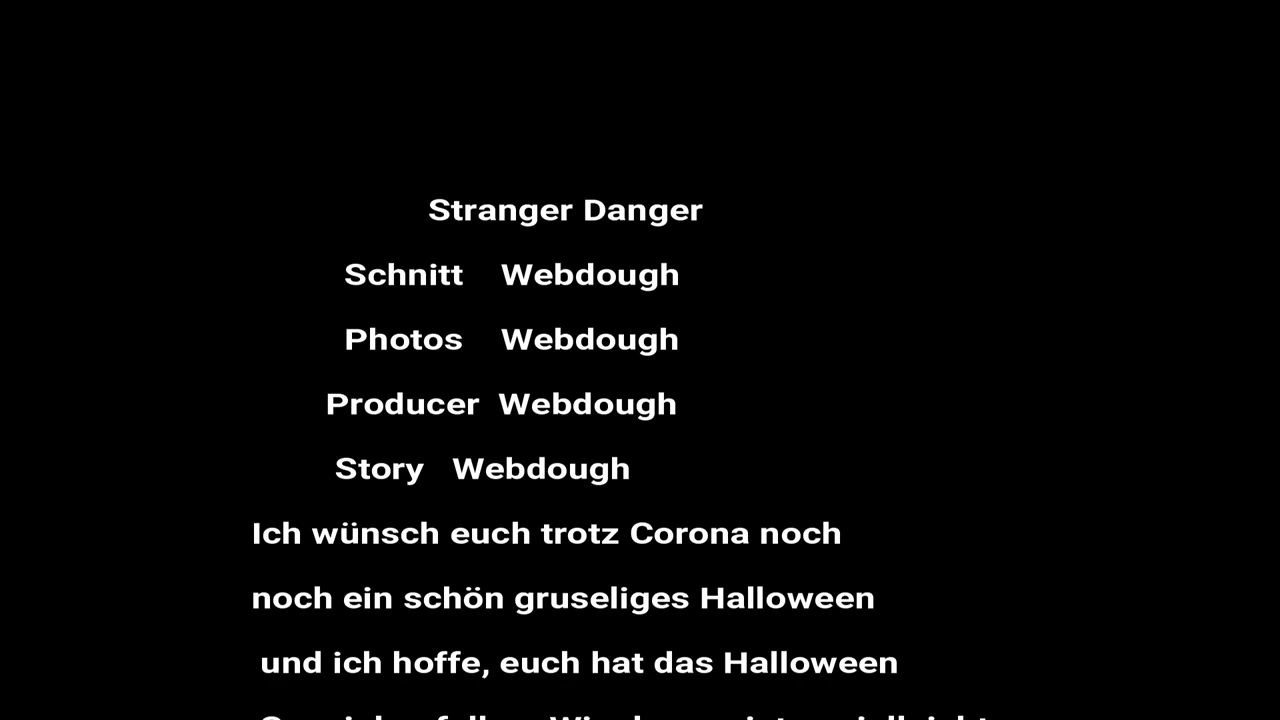 Stranger Danger
Schnitt Webdough
Photos Webdough
Producer Webdough
Story Webdough
Ich wünsch euch trotz Corona noch
noch ein schön gruseliges Halloween
und ich hoffe, euch hat das Halloween